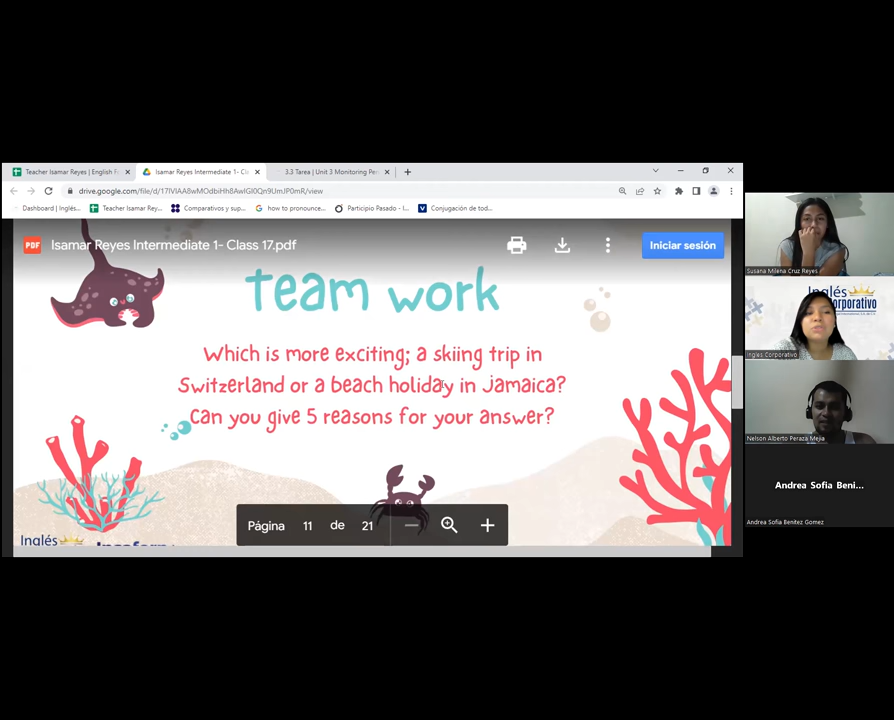 Teacher Isamar Reyes | English F
Isamar Reyes Intermediate 1- Cla
3.3 Tarea | Unit 3 Monitoring Pe
drive.google.com/file/d/17IVIAA8wMOdbiHh8AwIGI0Qn9UmJP0mR/view
Dashboard | Inglés...
Teacher Isamar Rey...
Comparativos y sup...
how to pronounce...
Participio Pasado - I...
Conjugación de tod...
PDF
Isamar Reyes Intermediate 1- Class 17.pdf
Iniciar sesión
team work
Which is more exciting; a skiing trip in
Switzerland or a beach holiday in Jamaica?
Can you give 5 reasons for your answer?
Página 11 de 21
Inglés
Susana Milena Cruz Reyes
Inglés
Corporativo
Ingles Corporativo
Nelson Alberto Peraza Mejia
Andrea Sofia Beni...
Andrea Sofia Benitez Gomez